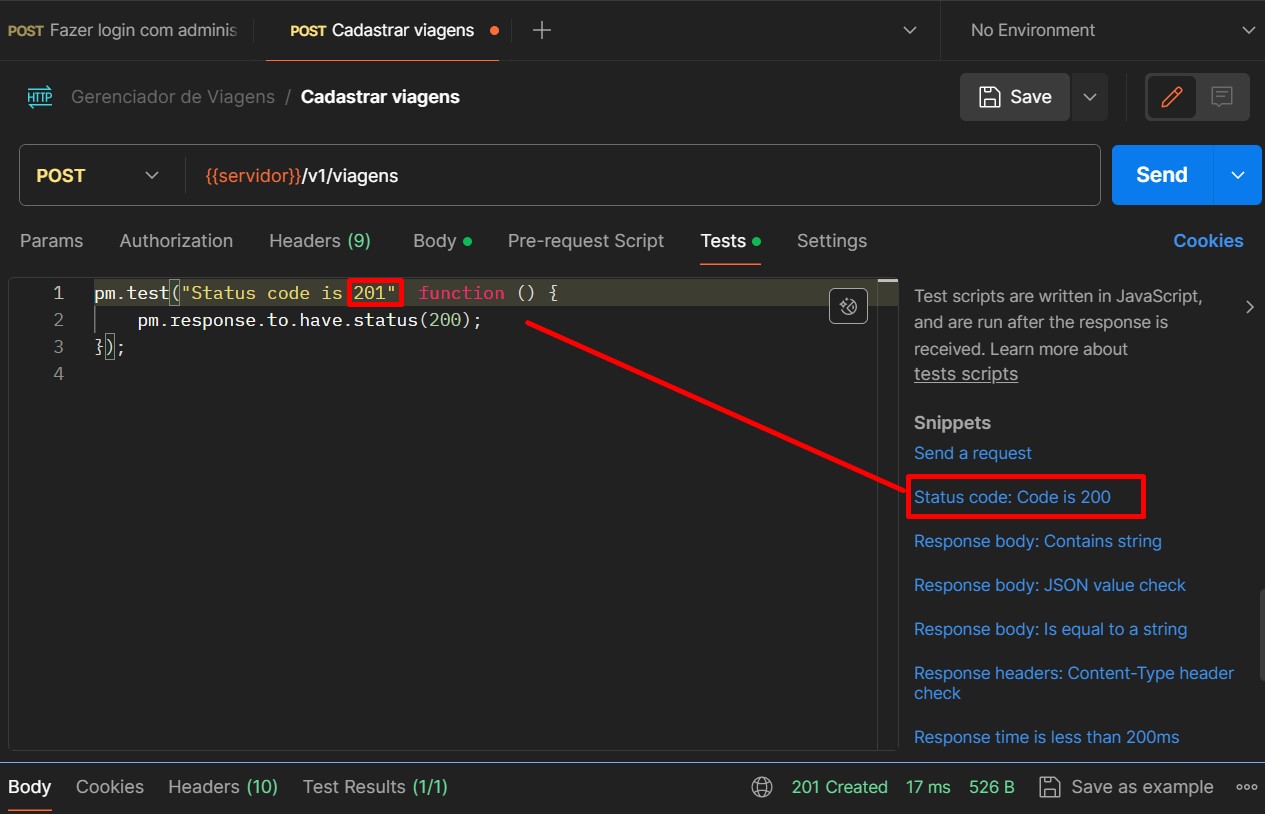 POST Fazer login com adminis
POST Cadastrar viagens
No Environment
HTTP Gerenciador de Viagens / Cadastrar viagens
Save
POST {{servidor}}/v1/viagens
Send
Params Authorization Headers (9) Body Pre-request Script Tests Settings Cookies
1 pm.test("Status code is 201" function () {
2 pm.response.to.have.status(200);
3 });
4
Test scripts are written in JavaScript,
and are run after the response is
received. Learn more about
tests scripts
Snippets
Send a request
Status code: Code is 200
Response body: Contains string
Response body: JSON value check
Response body: Is equal to a string
Response headers: Content-Type header
check
Response time is less than 200ms
Body Cookies Headers (10) Test Results (1/1) 201 Created 17 ms 526 B Save as example